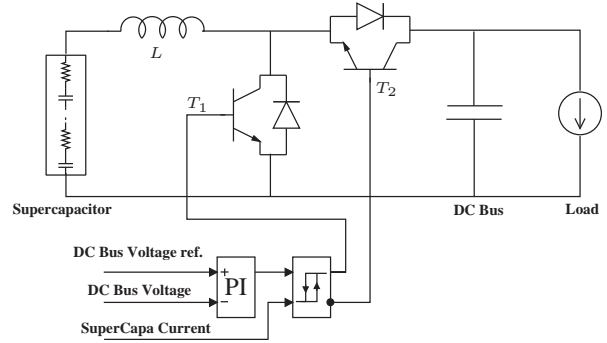 L
T₁
T₂
Supercapacitor
DC Bus
Load
DC Bus Voltage ref.
DC Bus Voltage
SuperCapa Current
+
−
PI